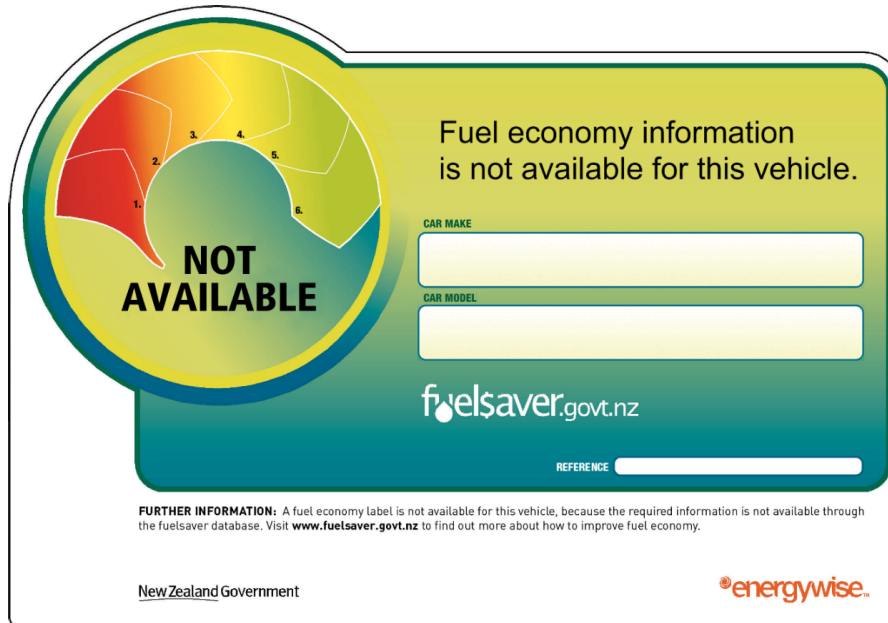 1.
2.
3.
4.
5.
6.
NOT
AVAILABLE
Fuel economy information
is not available for this vehicle.
CAR MAKE
CAR MODEL
fuel$aver.govt.nz
REFERENCE
FURTHER INFORMATION: A fuel economy label is not available for this vehicle, because the required information is not available through
the fuelsaver database. Visit www.fuelsaver.govt.nz to find out more about how to improve fuel economy.
New Zealand Government
energywise™